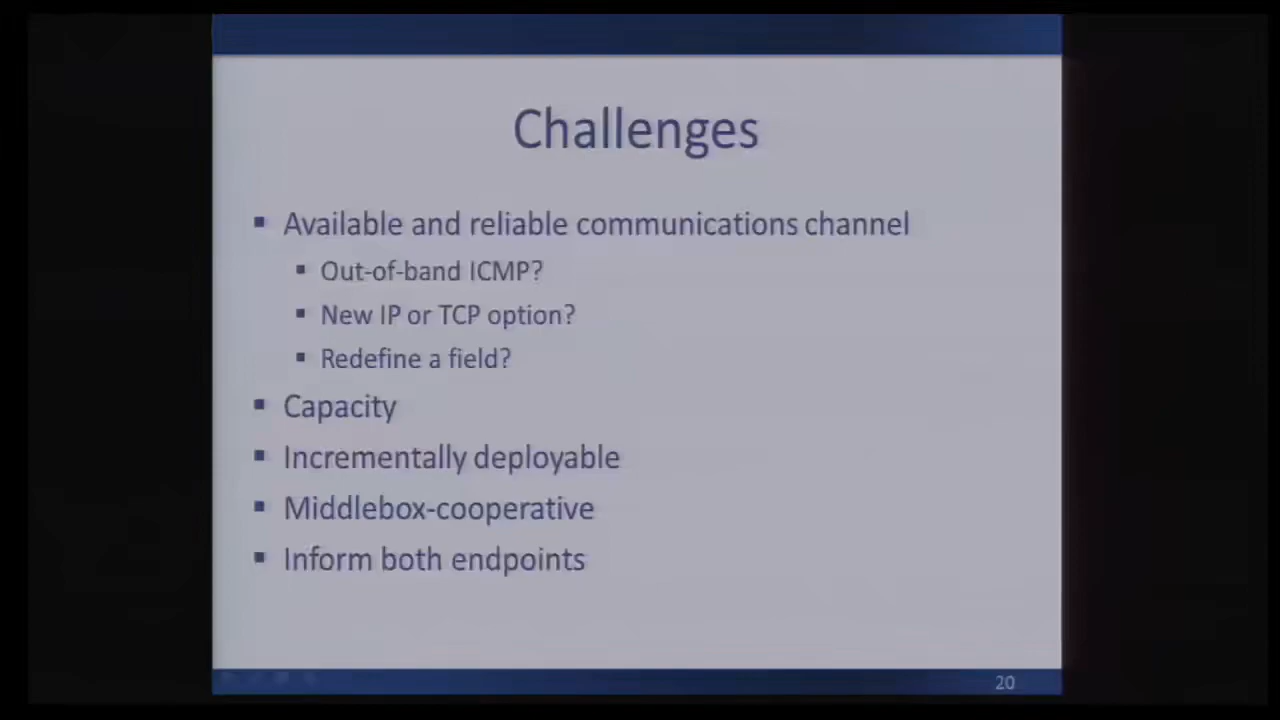 Challenges
Available and reliable communications channel
Out-of-band ICMP?
New IP or TCP option?
Redefine a field?
Capacity
Incrementally deployable
Middlebox-cooperative
Inform both endpoints
20